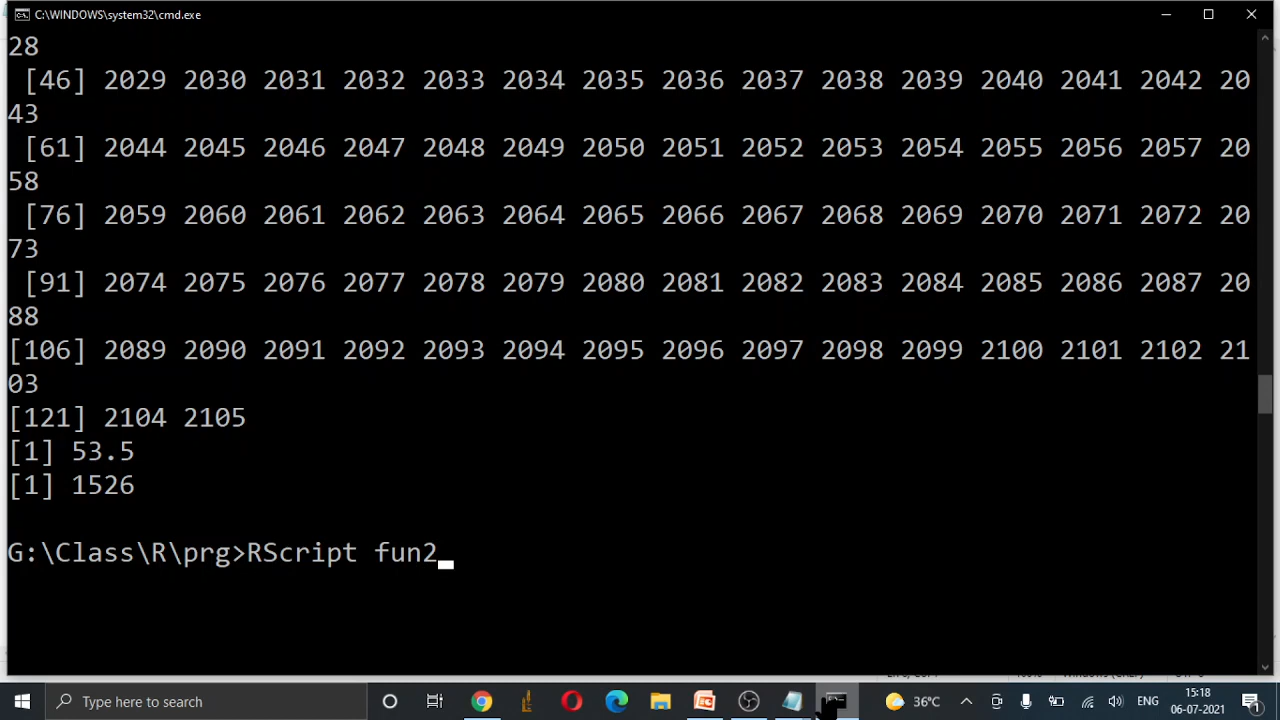 C:\WINDOWS\system32\cmd.exe
28
[46] 2029 2030 2031 2032 2033 2034 2035 2036 2037 2038 2039 2040 2041 2042 20
43
[61] 2044 2045 2046 2047 2048 2049 2050 2051 2052 2053 2054 2055 2056 2057 20
58
[76] 2059 2060 2061 2062 2063 2064 2065 2066 2067 2068 2069 2070 2071 2072 20
73
[91] 2074 2075 2076 2077 2078 2079 2080 2081 2082 2083 2084 2085 2086 2087 20
88
[106] 2089 2090 2091 2092 2093 2094 2095 2096 2097 2098 2099 2100 2101 2102 21
03
[121] 2104 2105
[1] 53.5
[1] 1526
G:\Class\R\prg>RScript fun2
Type here to search
36°C
ENG
15:18
06-07-2021
1